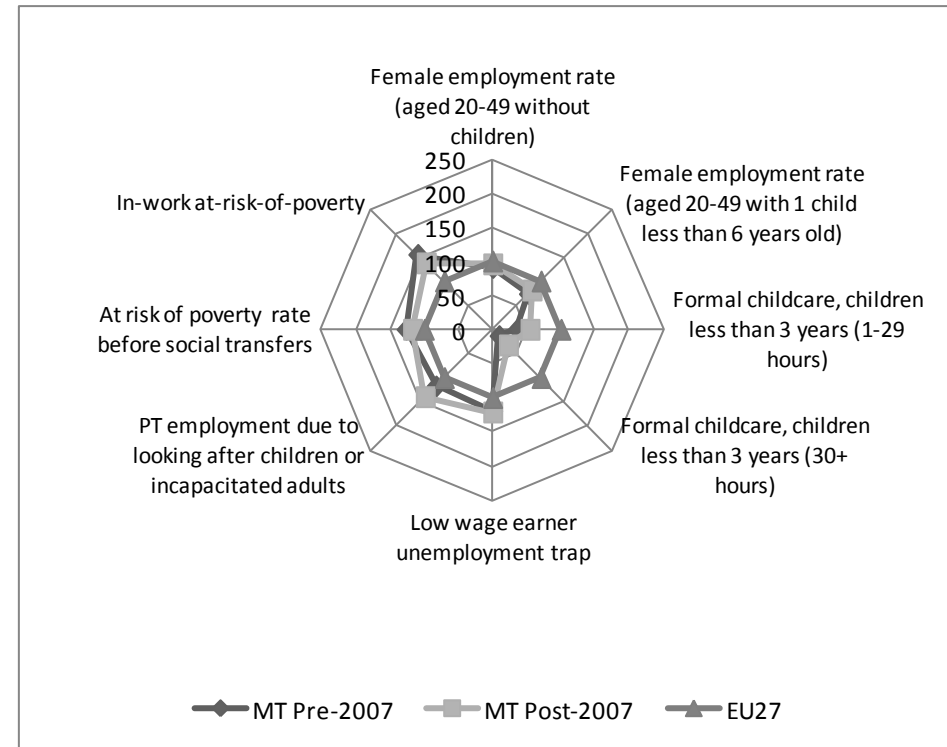 Female employment rate
(aged 20-49 without
children)
250
200
150
100
50
0
Female employment rate
(aged 20-49 with 1 child
less than 6 years old)
Formal childcare, children
less than 3 years (1-29
hours)
Formal childcare, children
less than 3 years (30+
hours)
Low wage earner
unemployment trap
PT employment due to
looking after children or
incapacitated adults
At risk of poverty rate
before social transfers
In-work at-risk-of-poverty
MT Pre-2007
MT Post-2007
EU27